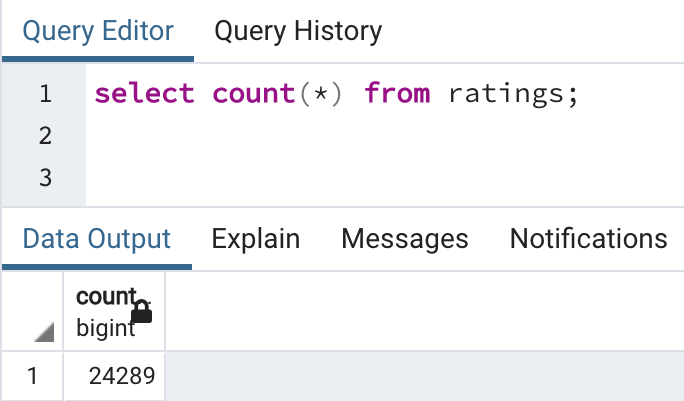 Query Editor Query History
1 select count(*) from ratings;
2
3
Data Output Explain Messages Notifications
count
bigint
1 24289